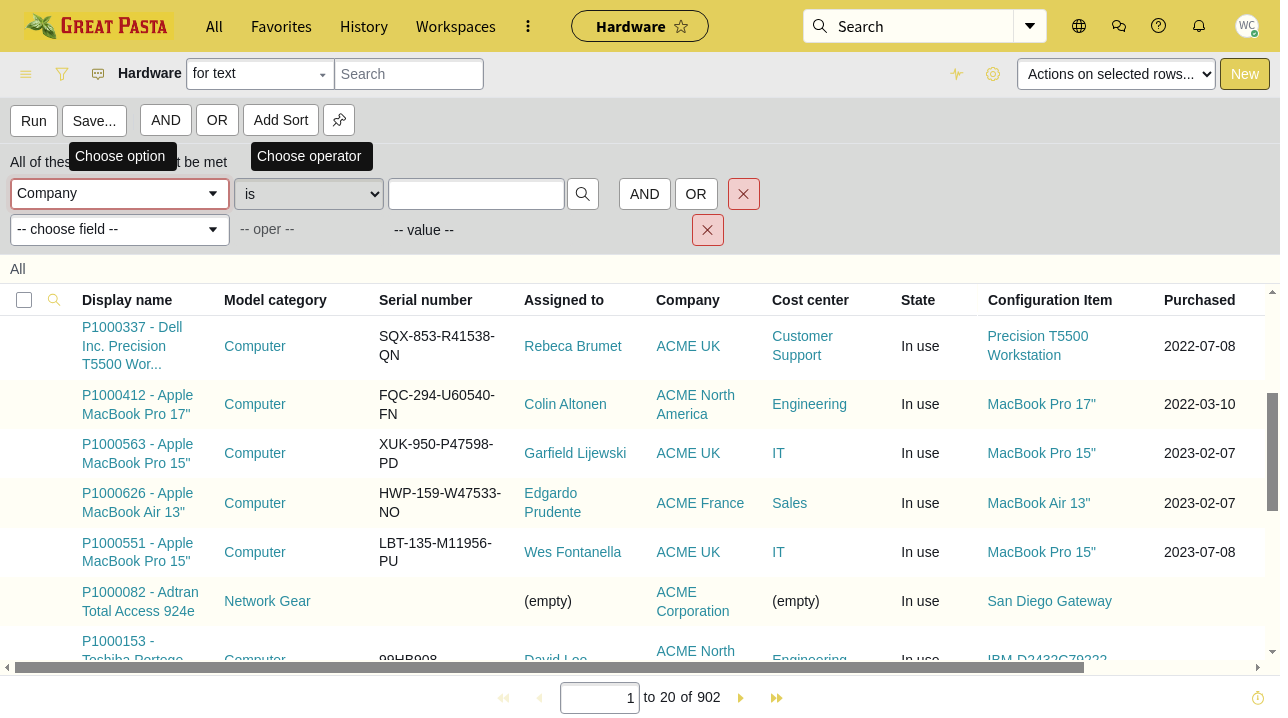 GREAT PASTA
All Favorites History Workspaces Hardware Search WC
Hardware for text Search Actions on selected rows... New
Run Save... AND OR Add Sort
All of thes t be met
Choose option Choose operator
Company is AND OR
-- choose field -- -- oper -- -- value --
All
Display name Model category Serial number Assigned to Company Cost center State Configuration Item Purchased
P1000337 - Dell
Inc. Precision
T5500 Wor... Computer SQX-853-R41538-
QN Rebeca Brumet ACME UK Customer
Support In use Precision T5500
Workstation 2022-07-08
P1000412 - Apple
MacBook Pro 17" Computer FQC-294-U60540-
FN Colin Altonen ACME North
America Engineering In use MacBook Pro 17" 2022-03-10
P1000563 - Apple
MacBook Pro 15" Computer XUK-950-P47598-
PD Garfield Lijewski ACME UK IT In use MacBook Pro 15" 2023-02-07
P1000626 - Apple
MacBook Air 13" Computer HWP-159-W47533-
NO Edgardo
Prudente ACME France Sales In use MacBook Air 13" 2023-02-07
P1000551 - Apple
MacBook Pro 15" Computer LBT-135-M11956-
PU Wes Fontanella ACME UK IT In use MacBook Pro 15" 2023-07-08
P1000082 - Adtran
Total Access 924e Network Gear (empty) ACME
Corporation (empty) In use San Diego Gateway
P1000153 -
Toshiba Portege Computer 99HB908 David Loo ACME North
Engineering In use IBM-D2432C79222
1 to 20 of 902